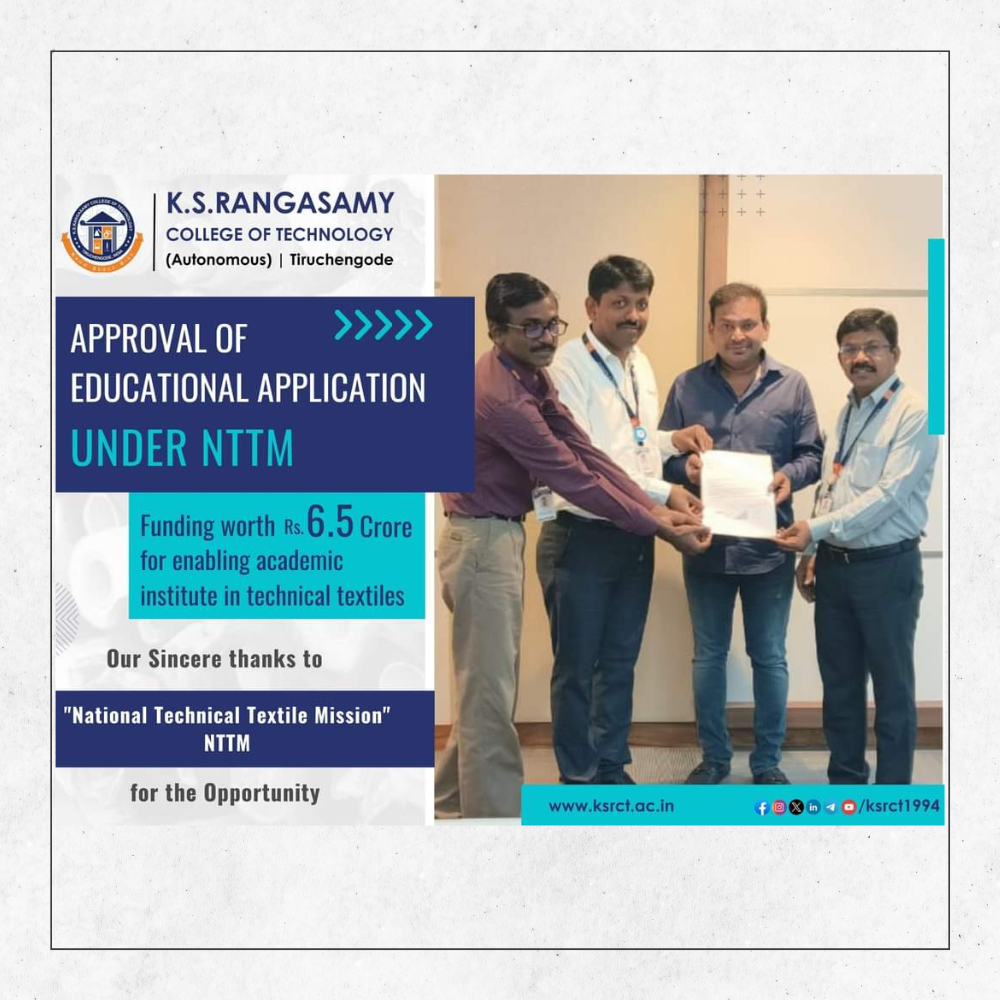 K.S.RANGASAMY
COLLEGE OF TECHNOLOGY
(Autonomous) | Tiruchengode
APPROVAL OF
EDUCATIONAL APPLICATION
UNDER NTTM
Funding worth Rs. 6.5 Crore
for enabling academic
institute in technical textiles
Our Sincere thanks to
"National Technical Textile Mission"
NTTM
for the Opportunity
www.ksrct.ac.in
/ksrct1994